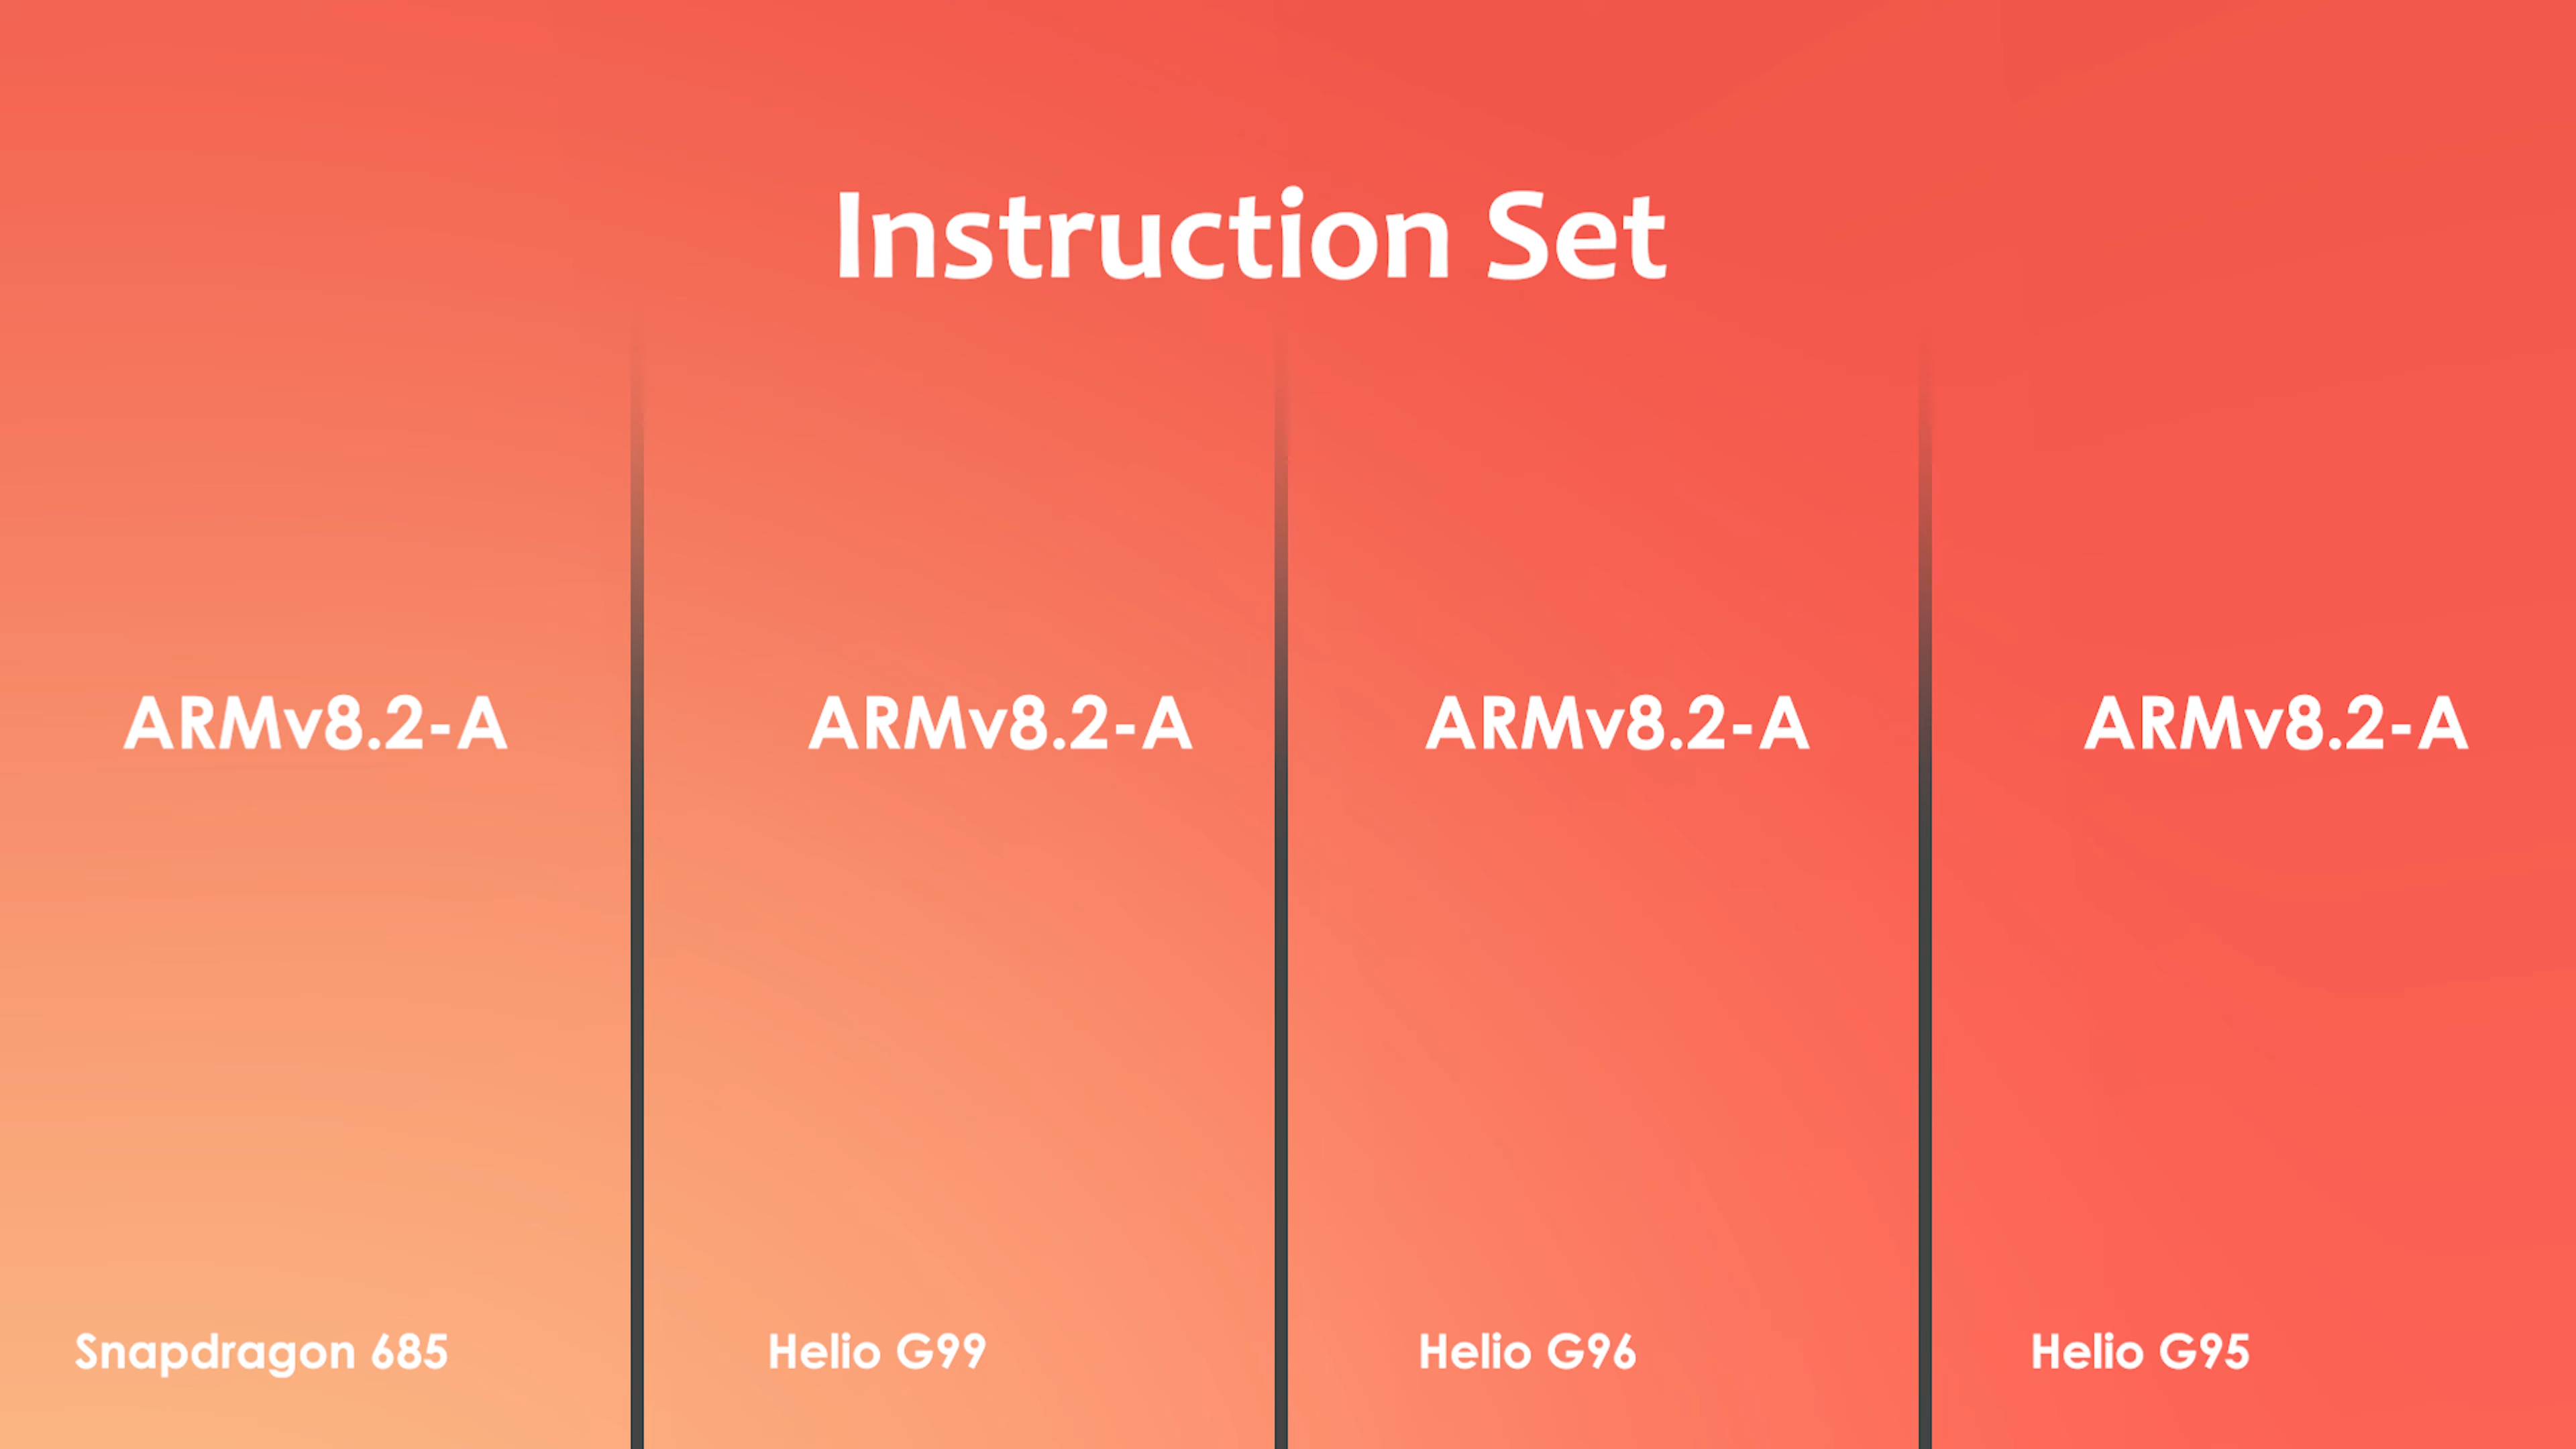 Instruction Set
ARMv8.2-A
ARMv8.2-A
ARMv8.2-A
ARMv8.2-A
Snapdragon 685
Helio G99
Helio G96
Helio G95